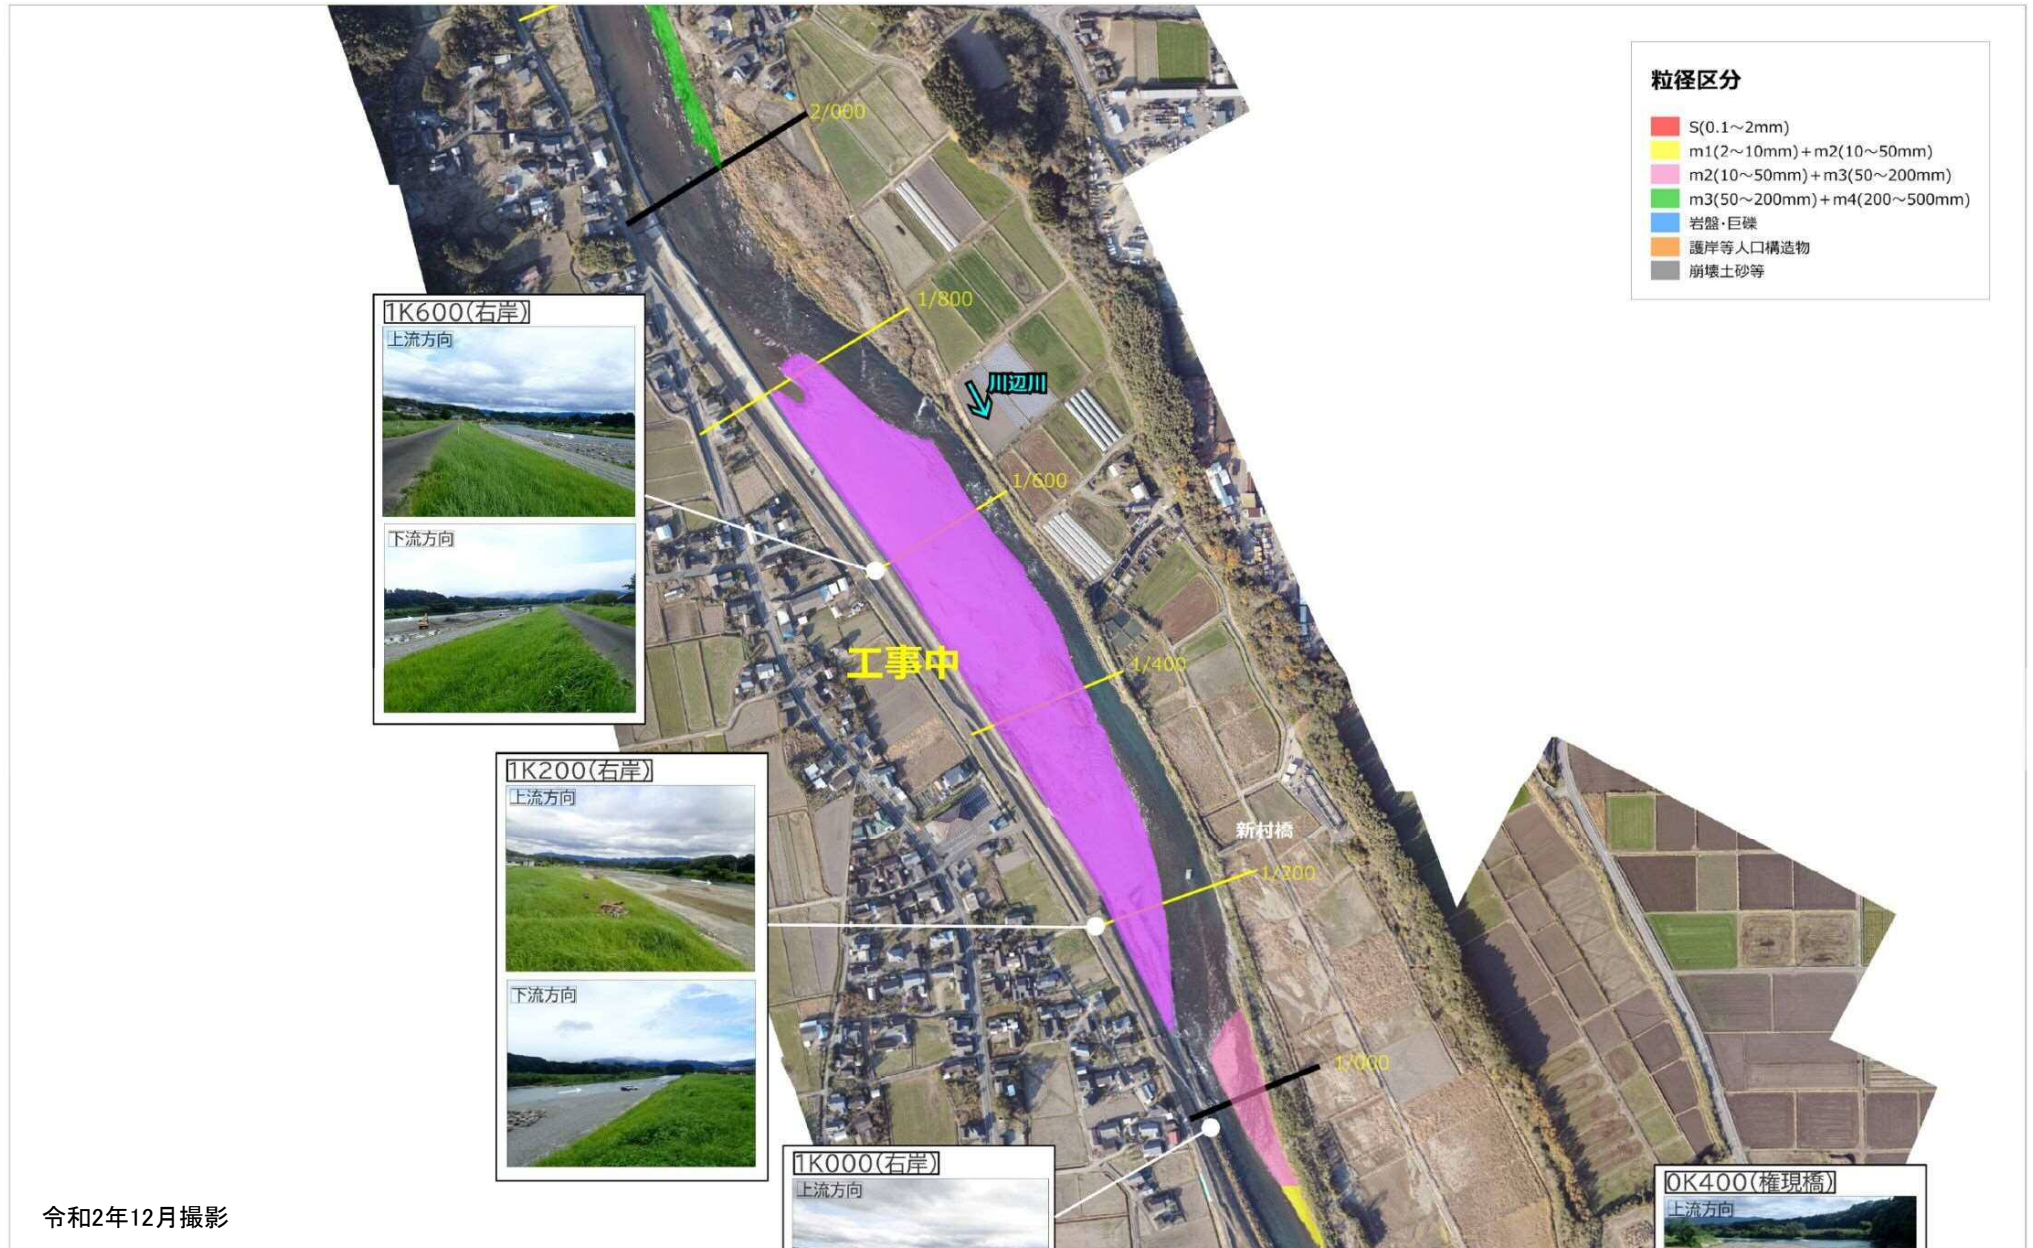 粒径区分
S(0.1～2mm)
m1(2～10mm)+m2(10～50mm)
m2(10～50mm)+m3(50～200mm)
m3(50～200mm)+m4(200～500mm)
岩盤・巨礫
護岸等人口構造物
崩壊土砂等
2/000
1/800
川辺川
1/600
1/400
工事中
新村橋
1/200
1/000
1K600(右岸)
上流方向
下流方向
1K200(右岸)
上流方向
下流方向
1K000(右岸)
上流方向
0K400(権現橋)
上流方向
令和2年12月撮影